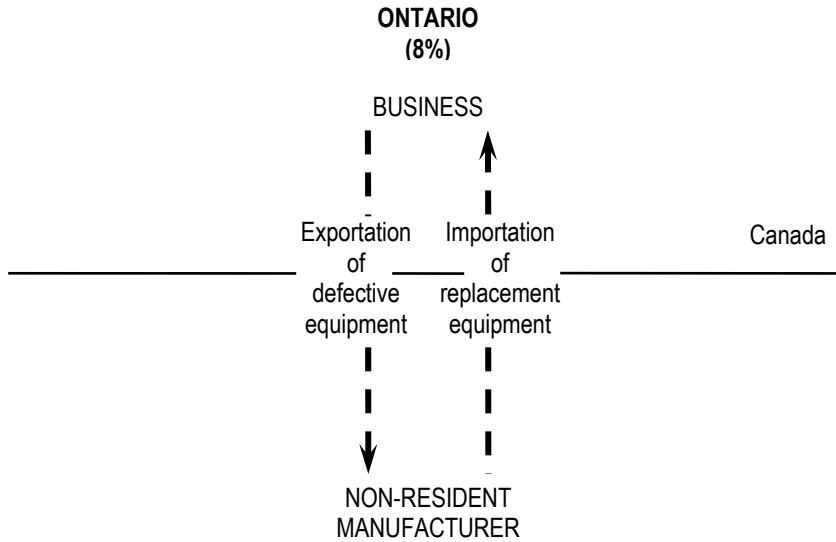 ONTARIO
(8%)
BUSINESS
Exportation
of
defective
equipment
Importation
of
replacement
equipment
Canada
NON-RESIDENT
MANUFACTURER